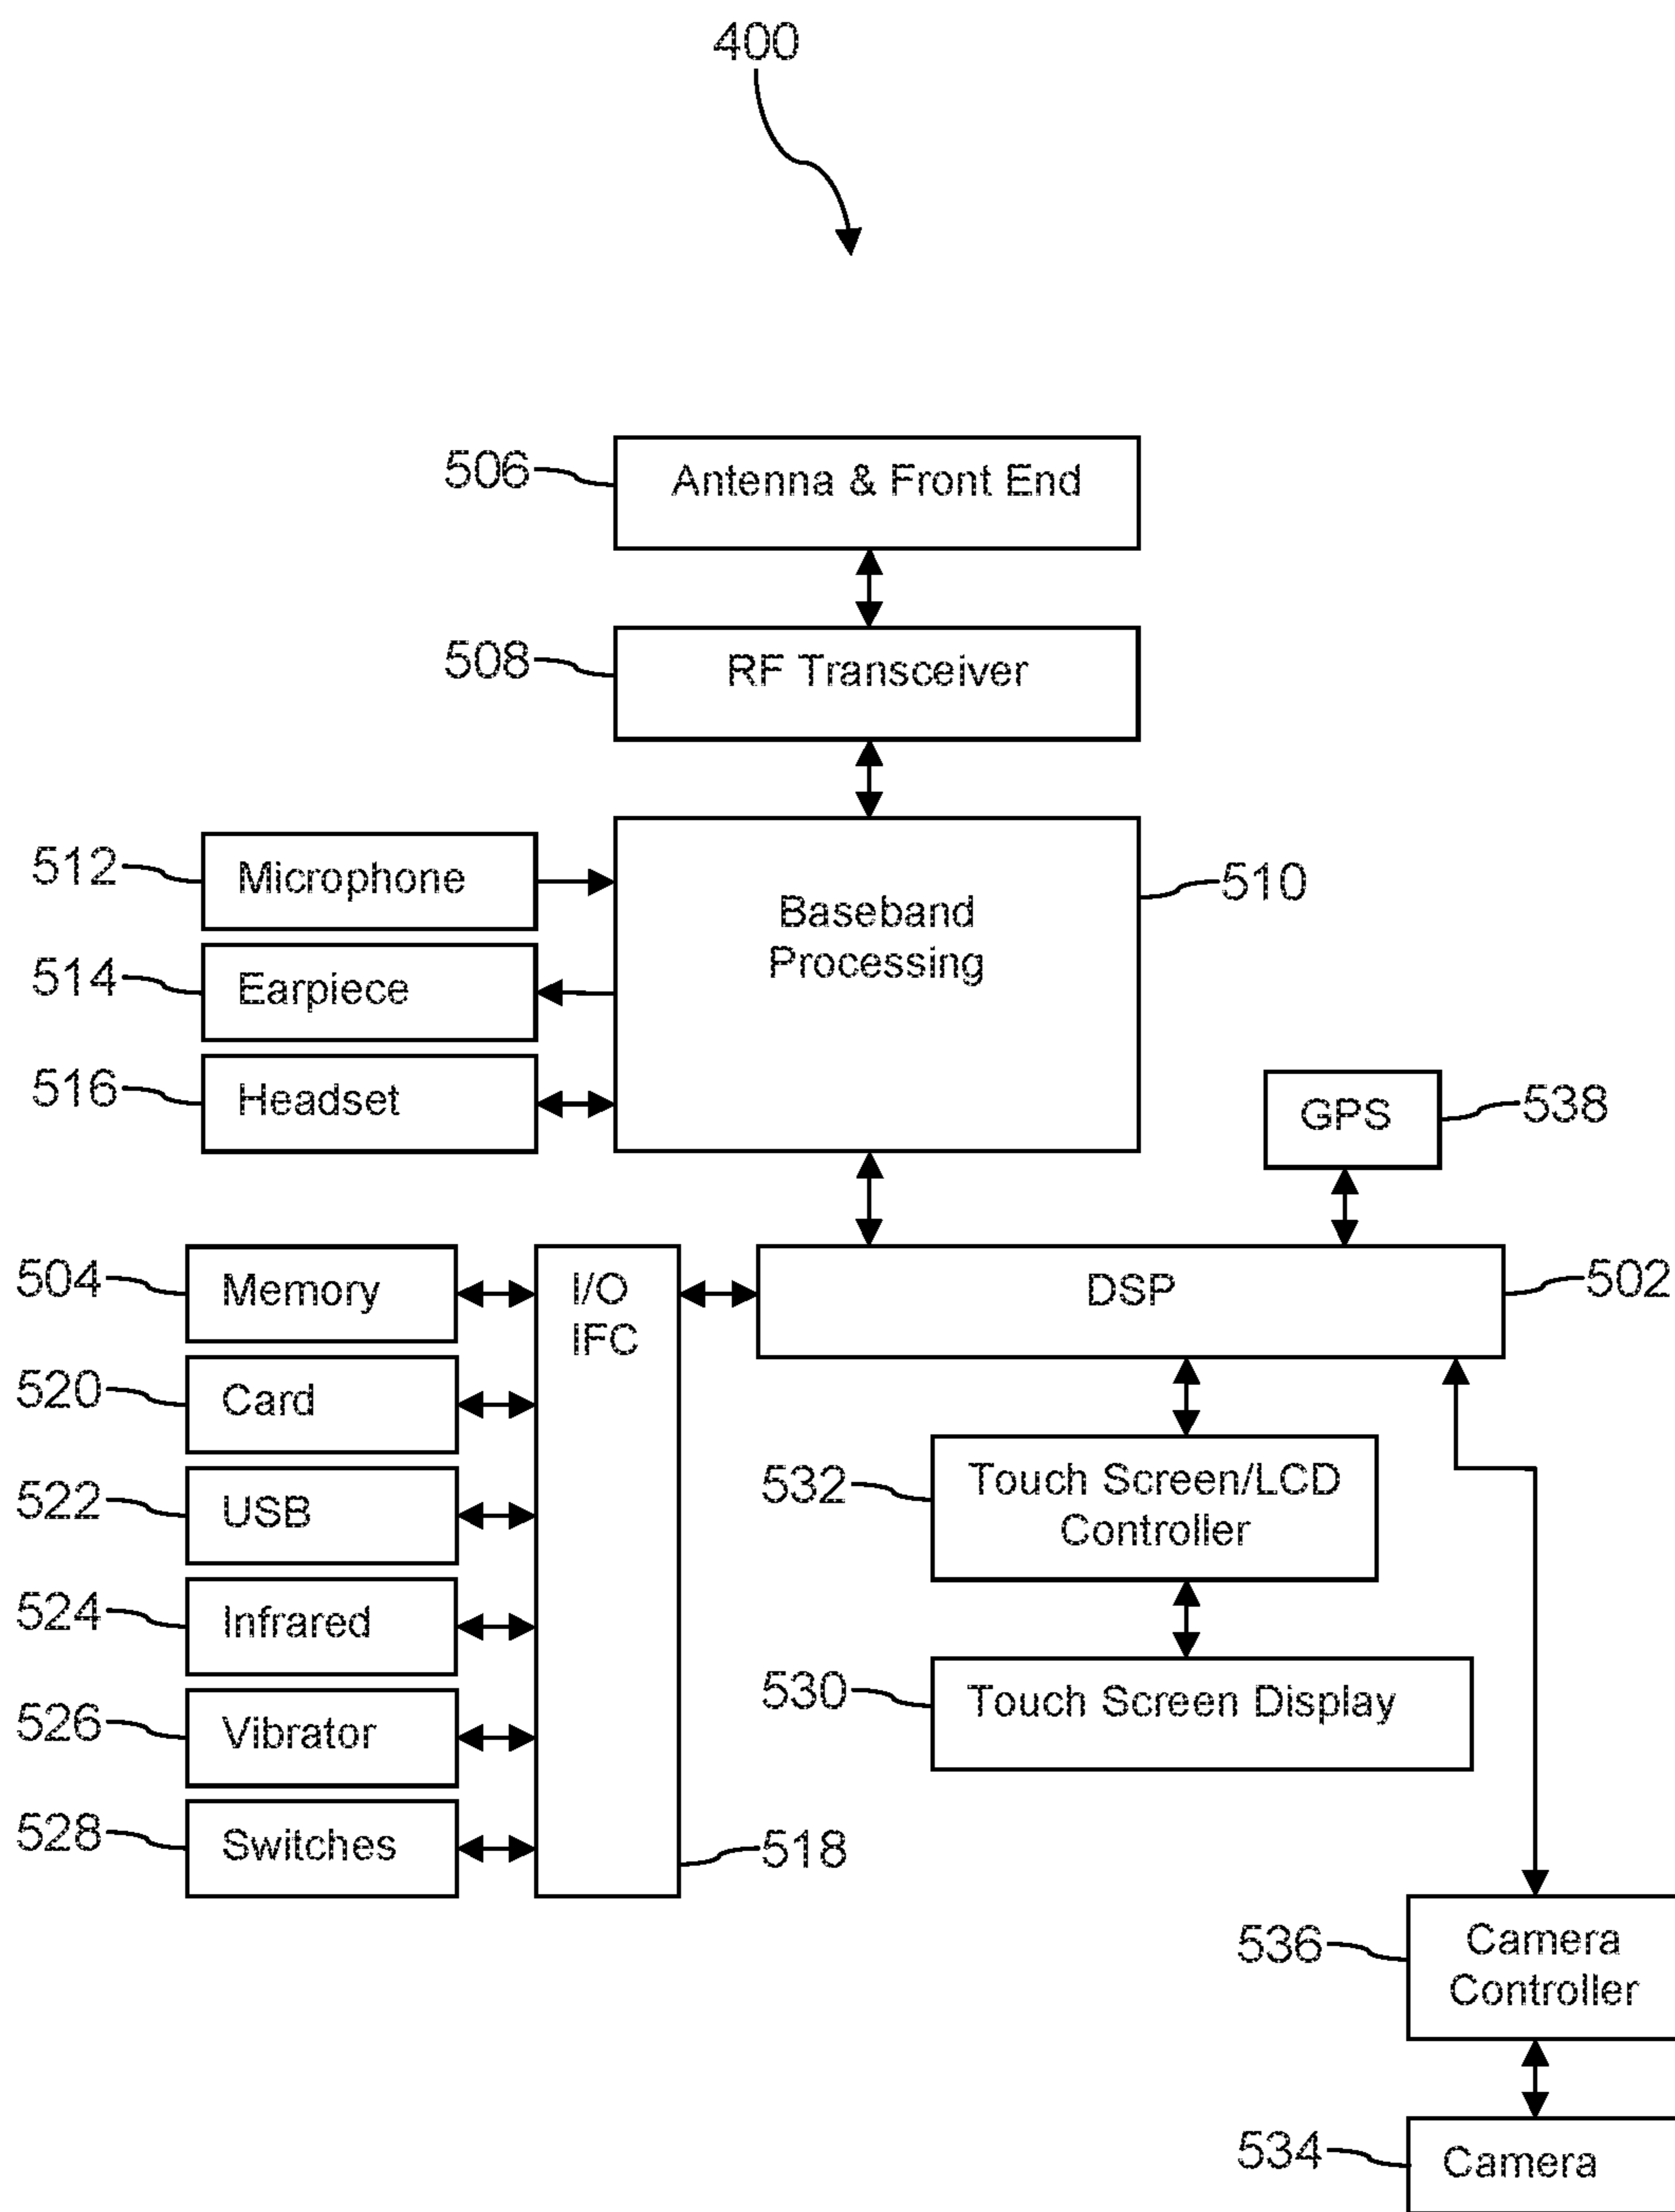 400
506
Antenna & Front End
508
RF Transceiver
512
Microphone
Baseband
Processing
510
514
Earpiece
516
Headset
GPS
538
504
Memory
I/O
IFC
DSP
502
520
Card
522
USB
532
Touch Screen/LCD
Controller
524
Infrared
526
Vibrator
530
Touch Screen Display
528
Switches
518
536
Camera
Controller
534
Camera